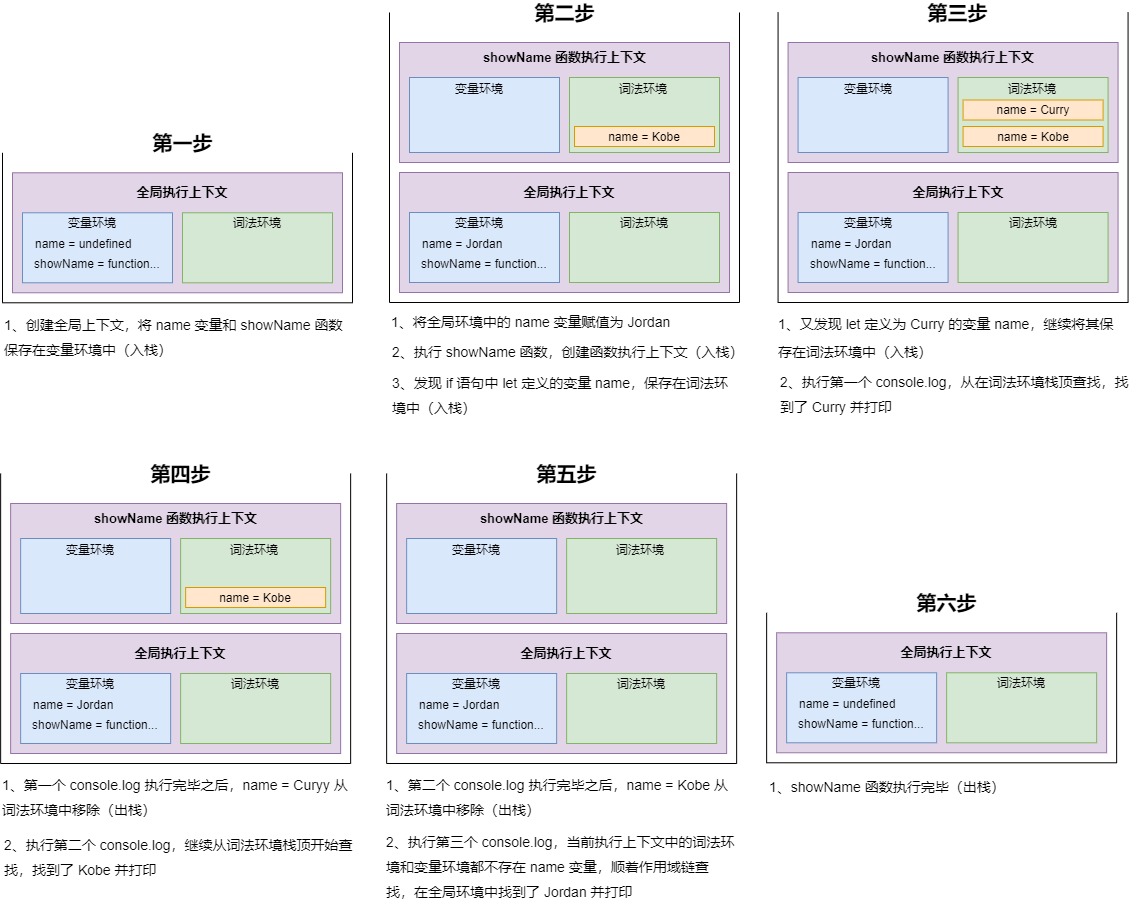 第一步
全局执行上下文
变量环境
name = undefined
showName = function...
词法环境
1、创建全局上下文，将 name 变量和 showName 函数
保存在变量环境中（入栈）
第二步
showName 函数执行上下文
变量环境
词法环境
name = Kobe
全局执行上下文
变量环境
name = Jordan
showName = function...
词法环境
1、将全局环境中的 name 变量赋值为 Jordan
2、执行 showName 函数，创建函数执行上下文（入栈）
3、发现 if 语句中 let 定义的变量 name，保存在词法环
境中（入栈）
第三步
showName 函数执行上下文
变量环境
词法环境
name = Curry
name = Kobe
全局执行上下文
变量环境
name = Jordan
showName = function...
词法环境
1、又发现 let 定义为 Curry 的变量 name，继续将其保
存在词法环境中（入栈）
2、执行第一个 console.log，从在词法环境栈顶查找，找
到了 Curry 并打印
第四步
showName 函数执行上下文
变量环境
词法环境
name = Kobe
全局执行上下文
变量环境
name = Jordan
showName = function...
词法环境
1、第一个 console.log 执行完毕之后，name = Curyy 从
词法环境中移除（出栈）
2、执行第二个 console.log，继续从词法环境栈顶开始查
找，找到了 Kobe 并打印
第五步
showName 函数执行上下文
变量环境
词法环境
全局执行上下文
变量环境
name = Jordan
showName = function...
词法环境
1、第二个 console.log 执行完毕之后，name = Kobe 从
词法环境中移除（出栈）
2、执行第三个 console.log，当前执行上下文中的词法环
境和变量环境都不存在 name 变量，顺着作用域链查
找，在全局环境中找到了 Jordan 并打印
第六步
全局执行上下文
变量环境
name = undefined
showName = function...
词法环境
1、showName 函数执行完毕（出栈）